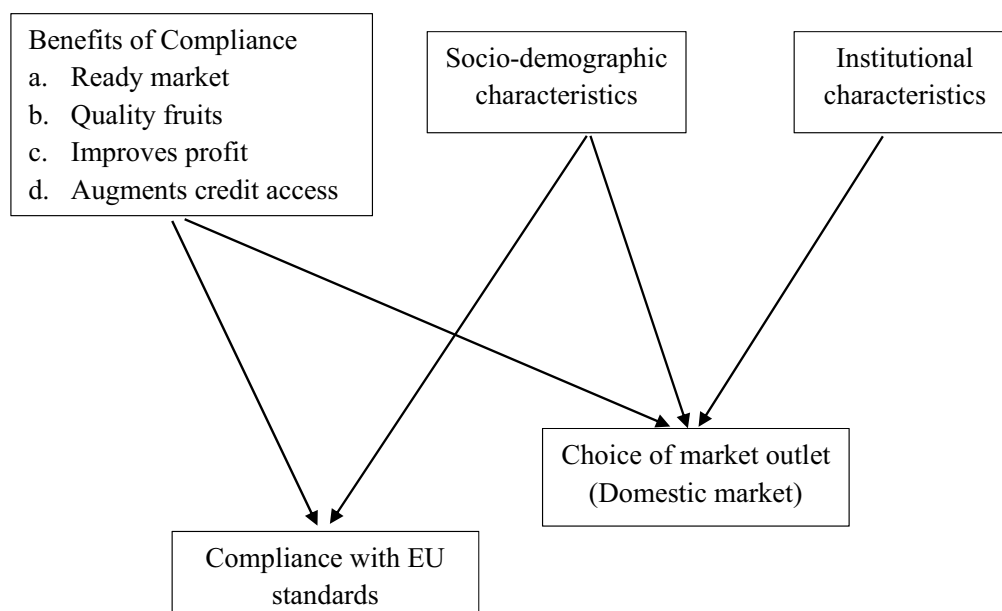 Benefits of Compliance
a. Ready market
b. Quality fruits
c. Improves profit
d. Augments credit access
Socio-demographic
characteristics
Institutional
characteristics
Choice of market outlet
(Domestic market)
Compliance with EU
standards